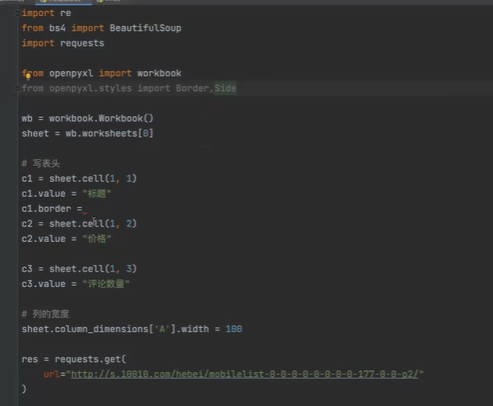 import re
from bs4 import BeautifulSoup
import requests
from openpyxl import workbook
from openpyxl.styles import Border,Side
wb = workbook.Workbook()
sheet = wb.worksheets[0]
# 写表头
c1 = sheet.cell(1, 1)
c1.value = "标题"
c1.border =
c2 = sheet.cell(1, 2)
c2.value = "价格"
c3 = sheet.cell(1, 3)
c3.value = "评论数量"
# 列的宽度
sheet.column_dimensions['A'].width = 100
res = requests.get(
url="http://s.10010.com/hebei/mobilelist-0-0-0-0-0-0-0-0-177-0-0-p2/"
)